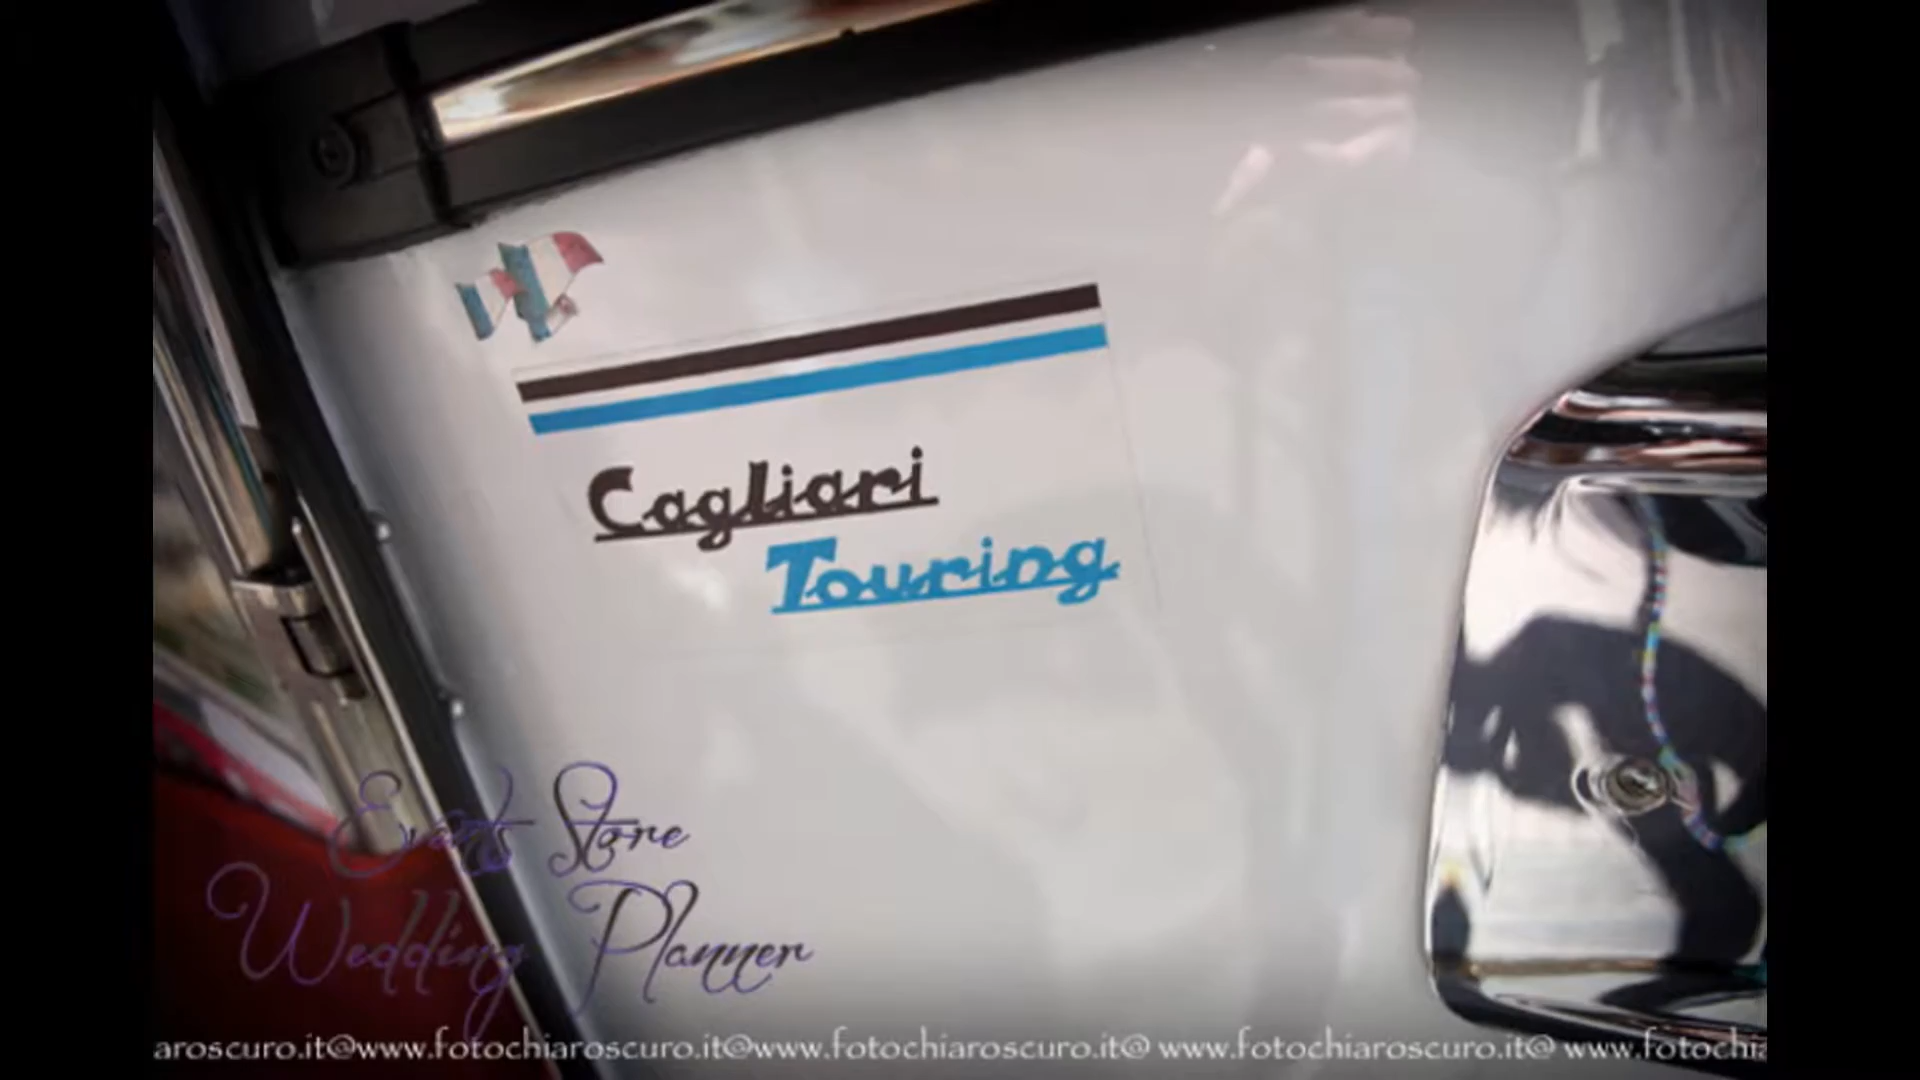 Cagliari
Touring
Events Store
Wedding Planner
aroscuro.it@www.fotochiaroscuro.it@www.fotochiaroscuro.it@ www.fotochiaroscuro.it@ www.fotochia